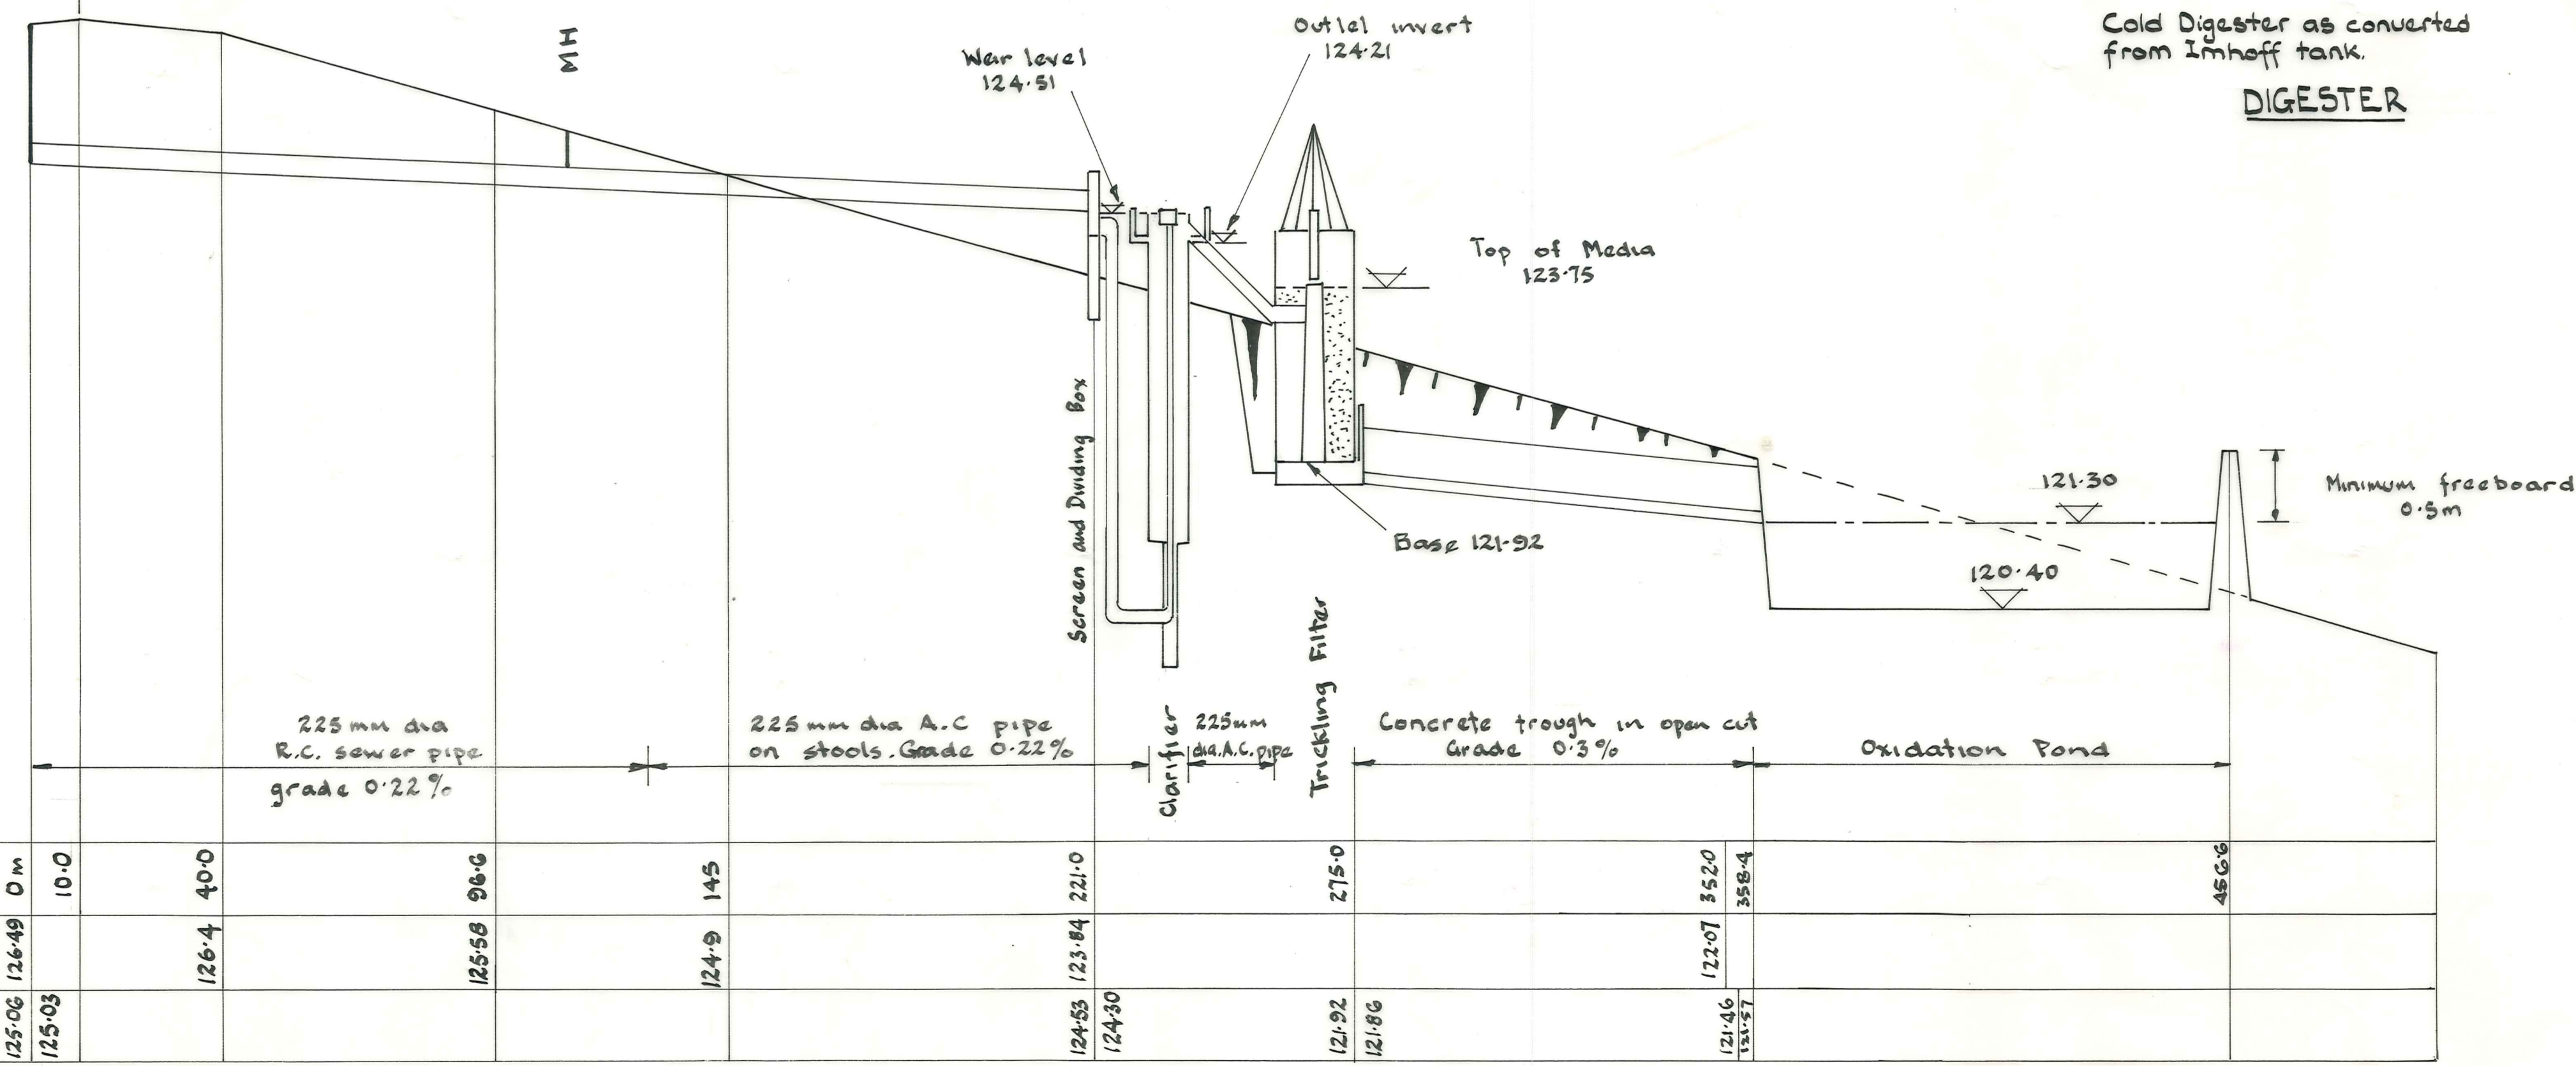 Cold Digester as converted
from Imhoff tank.
DIGESTER
MH
Weir level
124.51
Outlet invert
124.21
Top of Media
123.75
Base 121.92
121.30
120.40
Minimum freeboard
0.5m
Screen and Dividing Box
Clarifier
Trickling Filter
225mm dia
R.C. sewer pipe
grade 0.22%
225mm dia A.C pipe
on stools. Grade 0.22%
225mm
dia. A.C. pipe
Concrete trough in open cut
Grade 0.3%
Oxidation Pond
0m 10.0 40.0 96.6 145 221.0 275.0 352.0 358.4 456.6
126.49 126.4 125.58 124.9 123.84 122.07
125.06 125.03 124.53 124.30 121.92 121.86 121.46 121.57